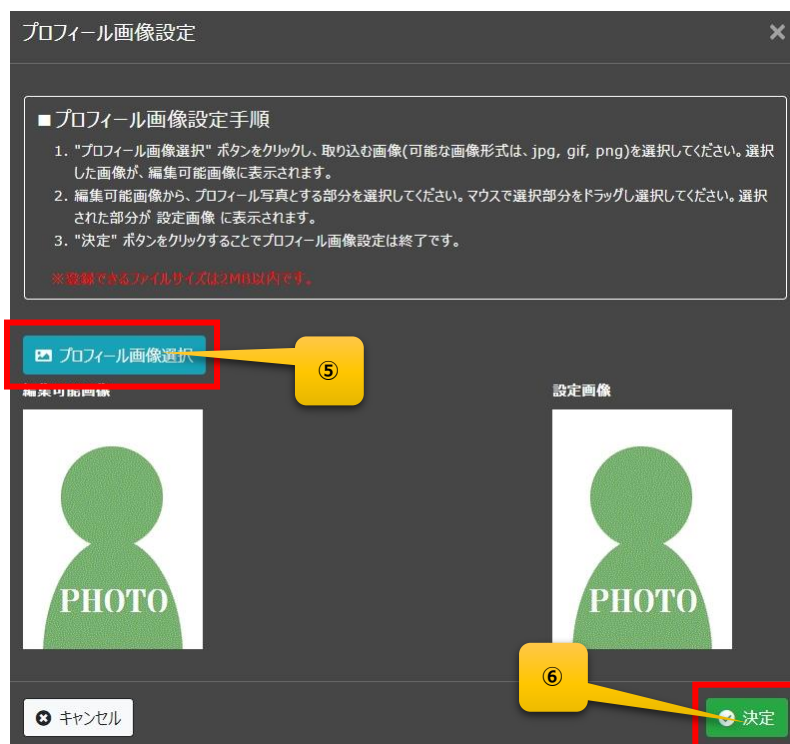 プロフィール画像設定
×
■プロフィール画像設定手順
1. "プロフィール画像選択" ボタンをクリックし、取り込む画像(可能な画像形式は、jpg, gif, png)を選択してください。選択
した画像が、編集可能画像に表示されます。
2. 編集可能画像から、プロフィール写真とする部分を選択してください。マウスで選択部分をドラッグし選択してください。選択
された部分が 設定画像 に表示されます。
3. "決定" ボタンをクリックすることでプロフィール画像設定は終了です。
※登録できるファイルサイズは2MB以内です。
プロフィール画像選択
⑤
編集可能画像
設定画像
PHOTO
PHOTO
⑥
キャンセル
決定